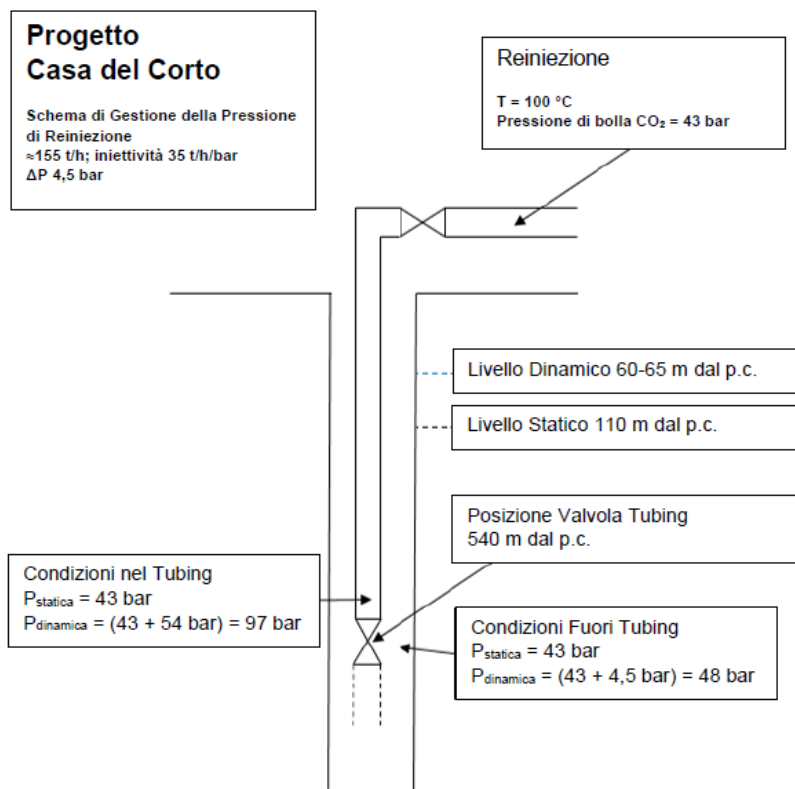 Progetto
Casa del Corto
Schema di Gestione della Pressione
di Reiniezione
≈155 t/h; iniettività 35 t/h/bar
ΔP 4,5 bar
Reiniezione
T = 100 °C
Pressione di bolla CO₂ = 43 bar
Livello Dinamico 60-65 m dal p.c.
Livello Statico 110 m dal p.c.
Posizione Valvola Tubing
540 m dal p.c.
Condizioni nel Tubing
Pstatica = 43 bar
Pdinamica = (43 + 54 bar) = 97 bar
Condizioni Fuori Tubing
Pstatica = 43 bar
Pdinamica = (43 + 4,5 bar) = 48 bar